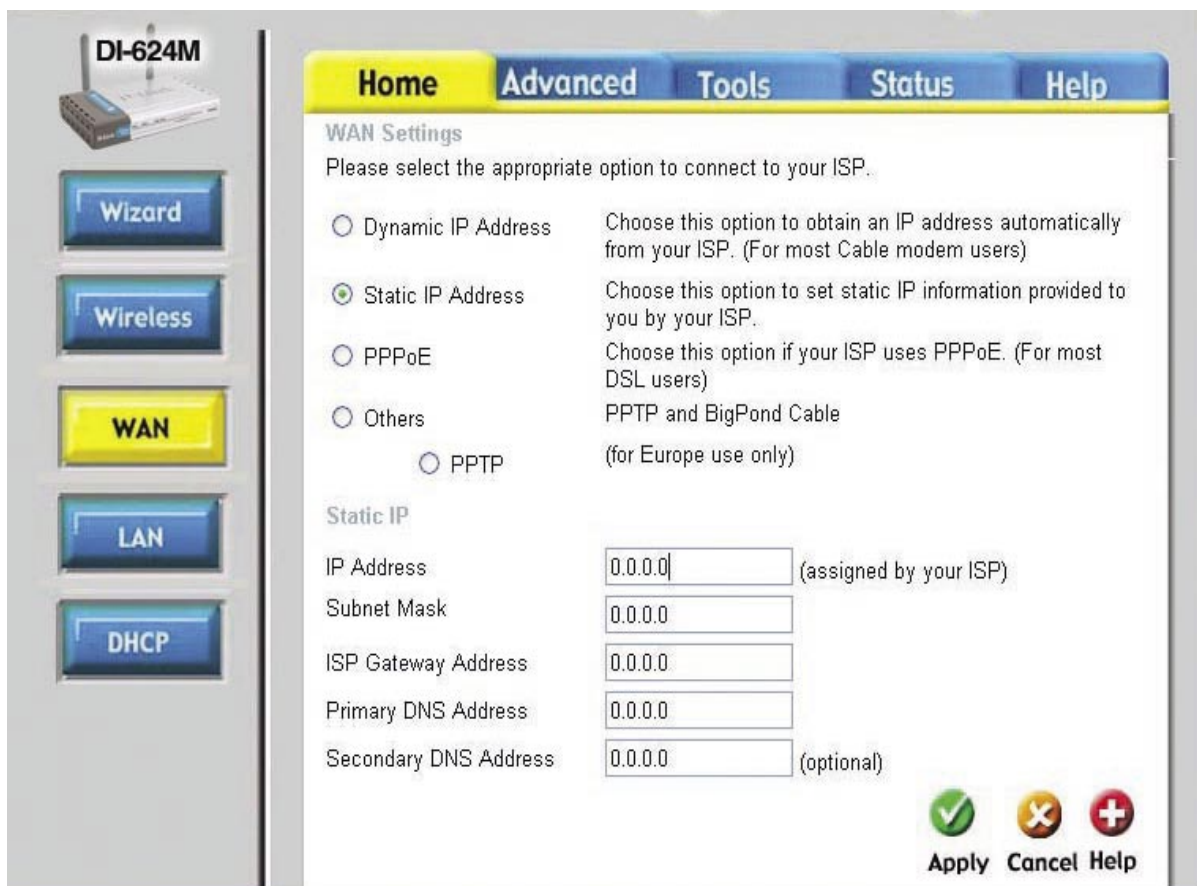 DI-624M
Home
Advanced
Tools
Status
Help
Wizard
Wireless
WAN
LAN
DHCP
WAN Settings
Please select the appropriate option to connect to your ISP.
Dynamic IP Address
Choose this option to obtain an IP address automatically
from your ISP. (For most Cable modem users)
Static IP Address
Choose this option to set static IP information provided to
you by your ISP.
PPPoE
Choose this option if your ISP uses PPPoE. (For most
DSL users)
Others
PPTP and BigPond Cable
PPTP
(for Europe use only)
Static IP
IP Address 0.0.0.0 (assigned by your ISP)
Subnet Mask 0.0.0.0
ISP Gateway Address 0.0.0.0
Primary DNS Address 0.0.0.0
Secondary DNS Address 0.0.0.0 (optional)
Apply Cancel Help